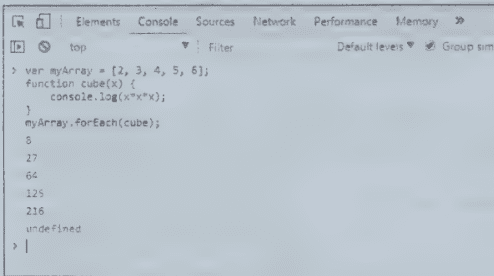 Elements Console Sources Network Performance Memory »
top ▼ Filter Default levels ▼ Group sim
> var myArray = [2, 3, 4, 5, 6];
function cube(x) {
console.log(x*x*x);
}
myArray.forEach(cube);
8
27
64
125
216
undefined
>